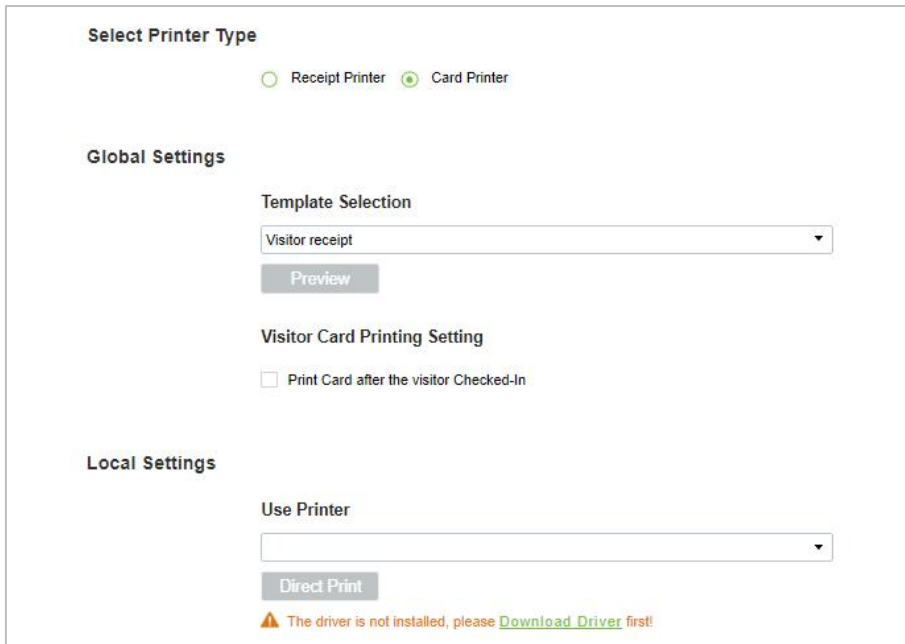 Select Printer Type
Receipt Printer Card Printer
Global Settings
Template Selection
Visitor receipt
Preview
Visitor Card Printing Setting
Print Card after the visitor Checked-In
Local Settings
Use Printer
Direct Print
The driver is not installed, please Download Driver first!